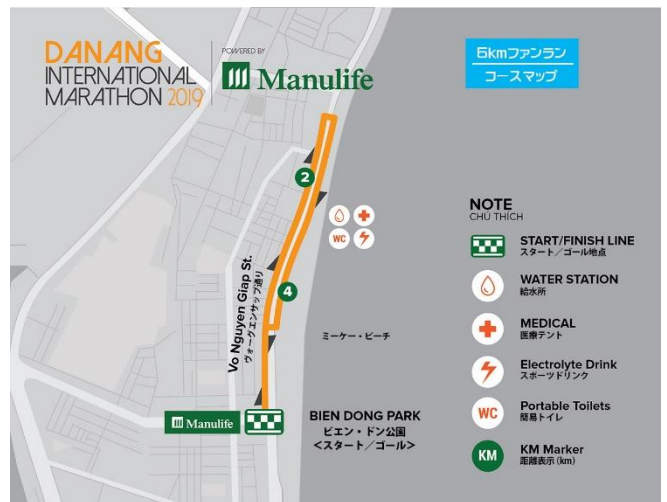 DANANG
INTERNATIONAL
MARATHON 2019
POWERED BY
Manulife
5kmファンラン
コースマップ
2
WC
4
Vo Nguyen Giap St.
ヴォーグエンサップ通り
ミーケー・ビーチ
Manulife
BIEN DONG PARK
ビエン・ドン公園
<スタート/ゴール>
NOTE
CHÚ THÍCH
START/FINISH LINE
スタート/ゴール地点
WATER STATION
給水所
MEDICAL
医療テント
Electrolyte Drink
スポーツドリンク
WC
Portable Toilets
簡易トイレ
KM
KM Marker
距離表示(km)